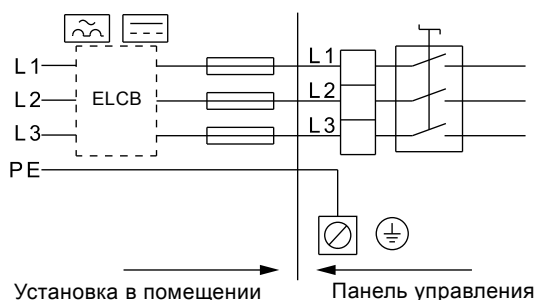 L1
L2
L3
PE
ELCB
L1
L2
L3
Установка в помещении
Панель управления